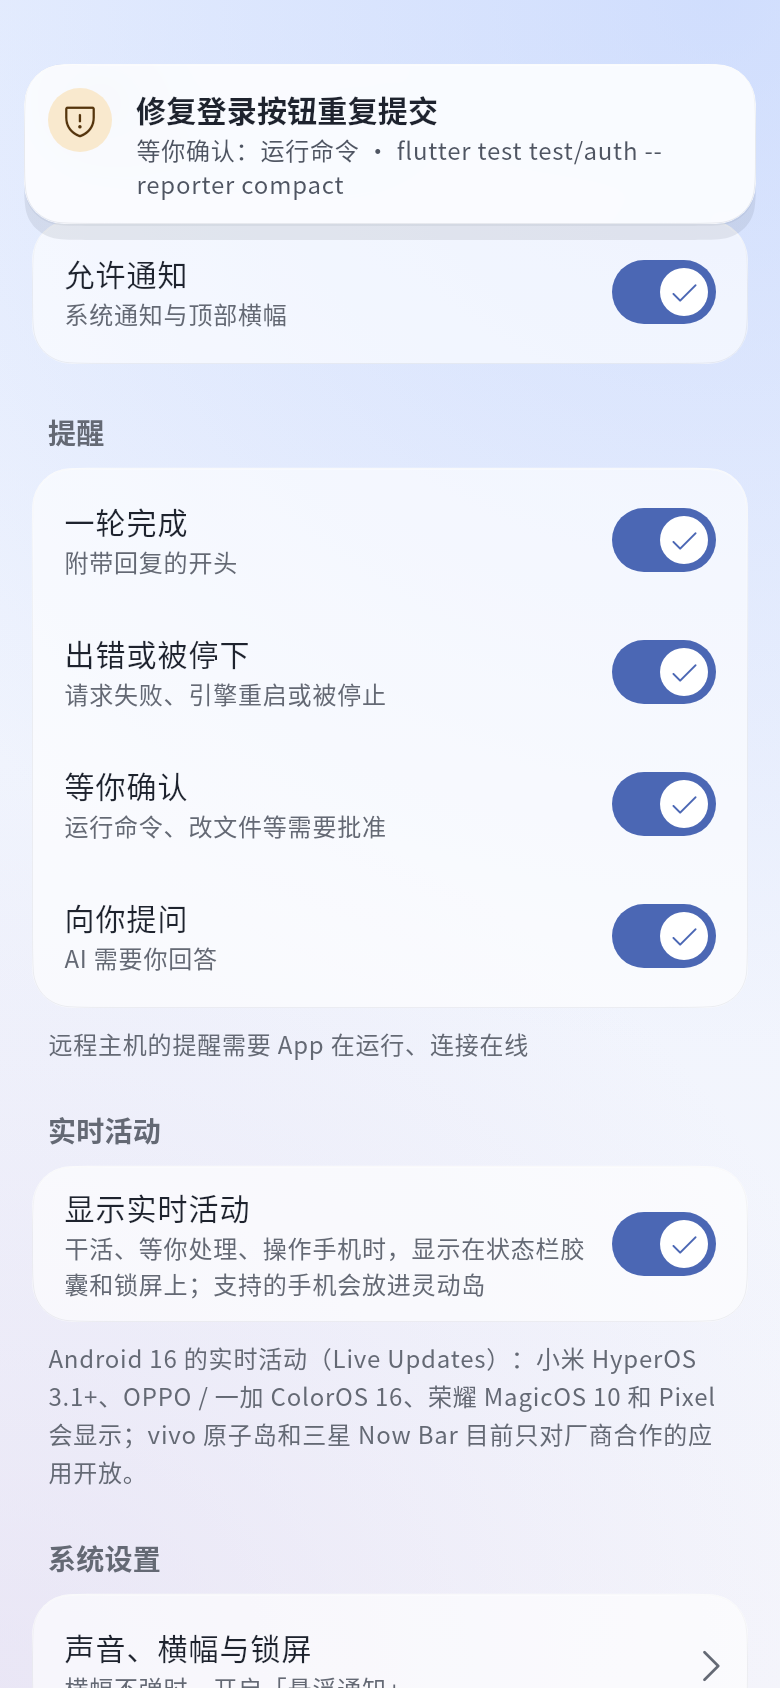 修复登录按钮重复提交
等你确认：运行命令 · flutter test test/auth --
reporter compact
允许通知
系统通知与顶部横幅
提醒
一轮完成
附带回复的开头
出错或被停下
请求失败、引擎重启或被停止
等你确认
运行命令、改文件等需要批准
向你提问
AI 需要你回答
远程主机的提醒需要 App 在运行、连接在线
实时活动
显示实时活动
干活、等你处理、操作手机时，显示在状态栏胶
囊和锁屏上；支持的手机会放进灵动岛
Android 16 的实时活动（Live Updates）：小米 HyperOS
3.1+、OPPO / 一加 ColorOS 16、荣耀 MagicOS 10 和 Pixel
会显示；vivo 原子岛和三星 Now Bar 目前只对厂商合作的应
用开放。
系统设置
声音、横幅与锁屏
横幅不弹时，开启「悬浮通知」